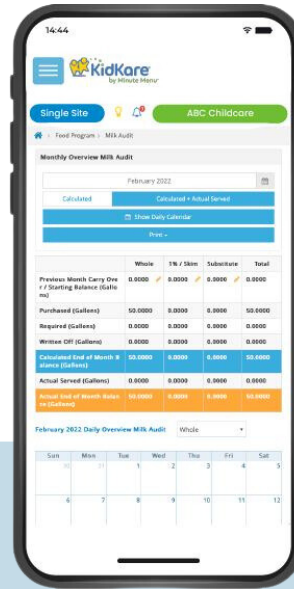 14:44
KidKare
by Minute Menu
Single Site
ABC Childcare
Food Program
Milk Audit
Monthly Overview Milk Audit
February 2022
Calculated
Calculated + Actual Served
Show Daily Calendar
Print
Whole 1% / Skim Substitute Total
Previous Month Carry Ove 0.0000 0.0000 0.0000 0.0000
r / Starting Balance (Gallo
ns)
Purchased (Gallons) 50.0000 0.0000 0.0000 50.0000
Required (Gallons) 0.0000 0.0000 0.0000 0.0000
Written Off (Gallons) 0.0000 0.0000 0.0000 0.0000
Calculated End of Month B 50.0000 0.0000 0.0000 50.0000
alance (Gallons)
Actual Served (Gallons) 0.0000 0.0000 0.0000 0.0000
Actual End of Month Balan 50.0000 0.0000 0.0000 50.0000
ce (Gallons)
February 2022 Daily Overview Milk Audit Whole
Sun Mon Tue Wed Thu Fri Sat
30 31 1 2 3 4 5
6 7 8 9 10 11 12